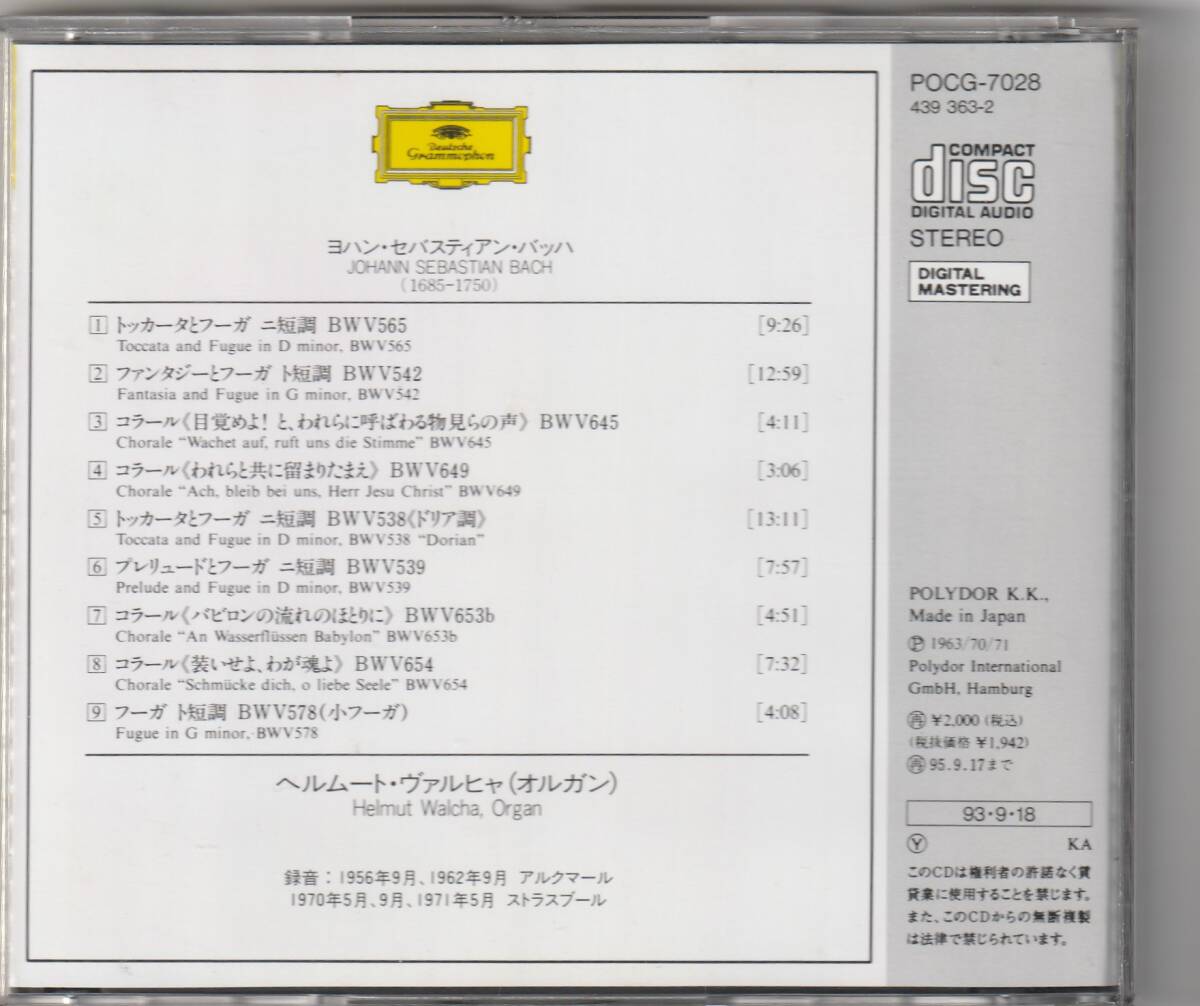 Deutsche
Grammophon
ヨハン・セバスティアン・バッハ
JOHANN SEBASTIAN BACH
(1685-1750)
1 トッカータとフーガ ニ短調 BWV565 [9:26]
Toccata and Fugue in D minor, BWV565
2 ファンタジーとフーガ ト短調 BWV542 [12:59]
Fantasia and Fugue in G minor, BWV542
3 コラール《目覚めよ! と、われらに呼ばわる物見らの声》 BWV645 [4:11]
Chorale “Wachet auf, ruft uns die Stimme” BWV645
4 コラール《われらと共に留まりたまえ》 BWV649 [3:06]
Chorale “Ach, bleib bei uns, Herr Jesu Christ” BWV649
5 トッカータとフーガ ニ短調 BWV538《ドリア調》 [13:11]
Toccata and Fugue in D minor, BWV538 “Dorian”
6 プレリュードとフーガ ニ短調 BWV539 [7:57]
Prelude and Fugue in D minor, BWV539
7 コラール《バビロンの流れのほとりに》 BWV653b [4:51]
Chorale “An Wasserflüssen Babylon” BWV653b
8 コラール《装いせよ、わが魂よ》 BWV654 [7:32]
Chorale “Schmücke dich, o liebe Seele” BWV654
9 フーガ ト短調 BWV578(小フーガ) [4:08]
Fugue in G minor, BWV578
ヘルムート・ヴァルヒャ(オルガン)
Helmut Walcha, Organ
録音:1956年9月、1962年9月 アルクマール
1970年5月、9月、1971年5月 ストラスブール
POCG-7028
439 363-2
COMPACT
disc
DIGITAL AUDIO
STEREO
DIGITAL
MASTERING
POLYDOR K.K.,
Made in Japan
Ⓟ 1963/70/71
Polydor International
GmbH, Hamburg
㊢ ¥2,000 (税込)
(税抜価格 ¥1,942)
㊢ 95.9.17まで
93・9・18
Ⓨ KA
このCDは権利者の許諾なく賃
貸業に使用することを禁じます。
また、このCDからの無断複製
は法律で禁じられています。